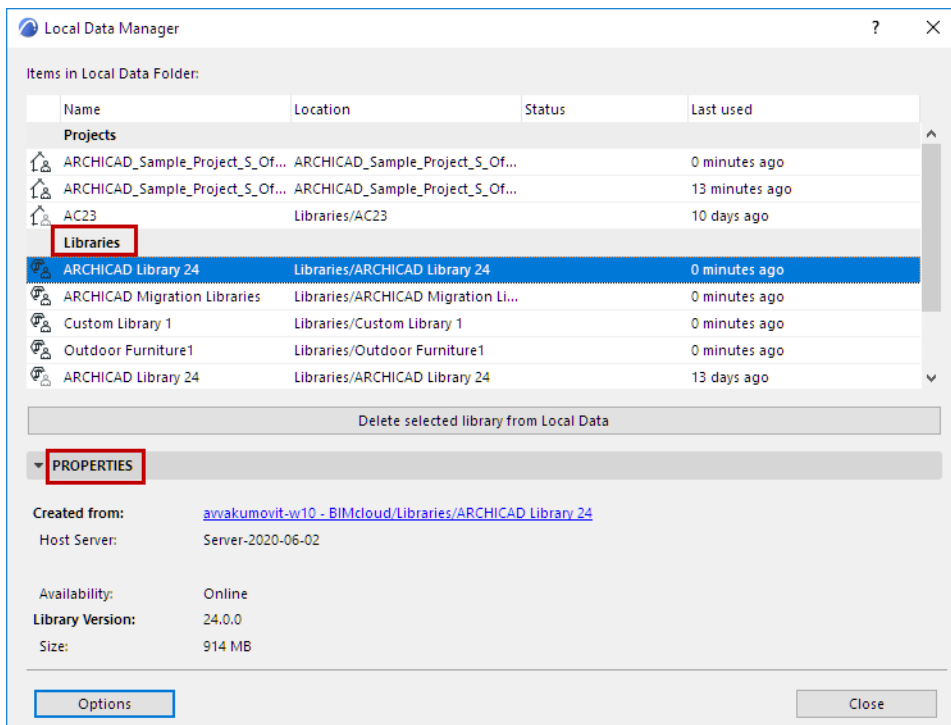 Local Data Manager ? ×
Items in Local Data Folder:
Name Location Status Last used
Projects
ARCHICAD_Sample_Project_S_Of... ARCHICAD_Sample_Project_S_Of... 0 minutes ago
ARCHICAD_Sample_Project_S_Of... ARCHICAD_Sample_Project_S_Of... 13 minutes ago
AC23 Libraries/AC23 10 days ago
Libraries
ARCHICAD Library 24 Libraries/ARCHICAD Library 24 0 minutes ago
ARCHICAD Migration Libraries Libraries/ARCHICAD Migration Li... 0 minutes ago
Custom Library 1 Libraries/Custom Library 1 0 minutes ago
Outdoor Furniture1 Libraries/Outdoor Furniture1 0 minutes ago
ARCHICAD Library 24 Libraries/ARCHICAD Library 24 13 days ago
Delete selected library from Local Data
PROPERTIES
Created from: avvakumovit-w10 - BIMcloud/Libraries/ARCHICAD Library 24
Host Server: Server-2020-06-02
Availability: Online
Library Version: 24.0.0
Size: 914 MB
Options Close